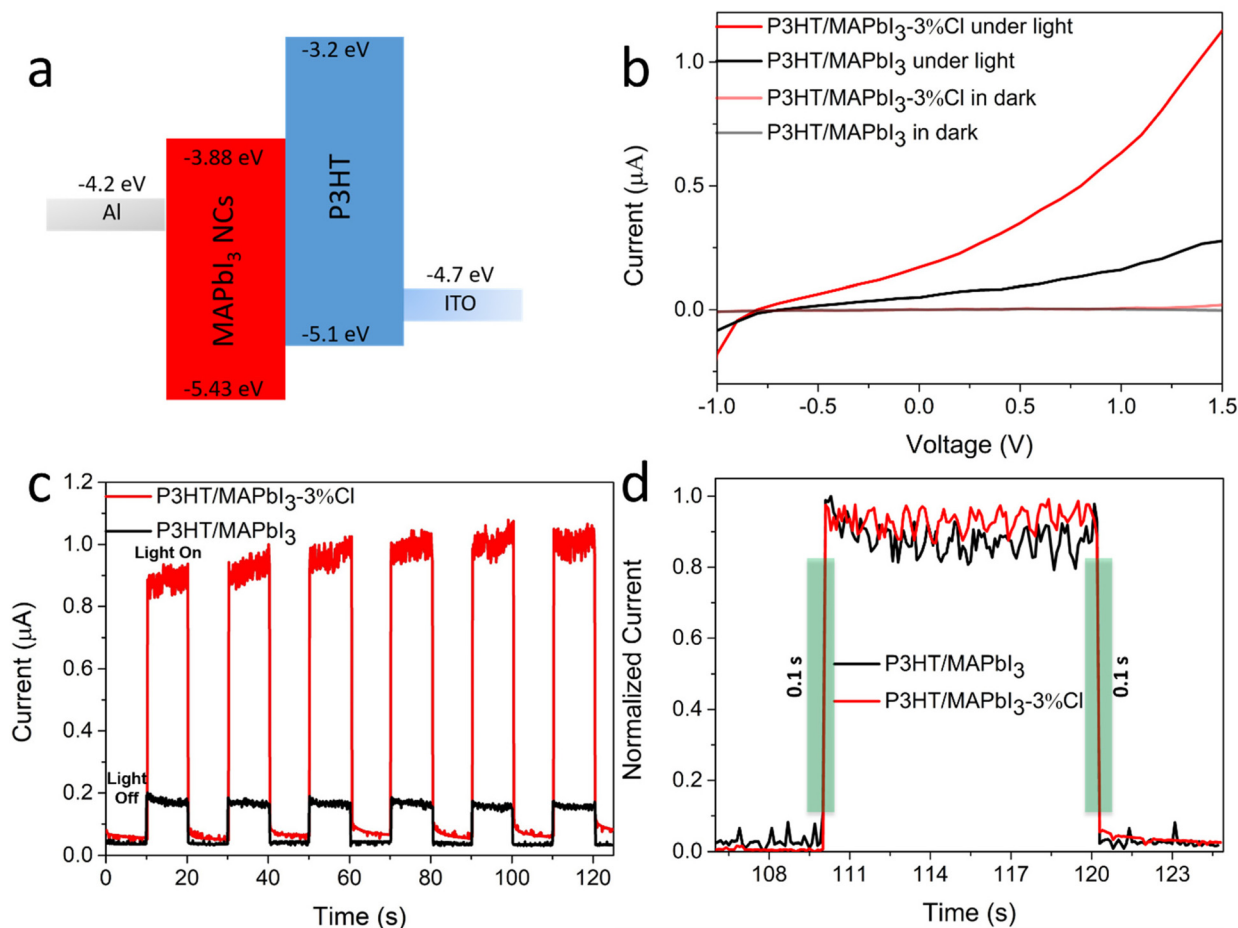 a
-3.2 eV
-3.88 eV
-4.2 eV
Al
MAPbI3 NCs
P3HT
-4.7 eV
ITO
-5.1 eV
-5.43 eV
b
P3HT/MAPbI3-3%Cl under light
P3HT/MAPbI3 under light
P3HT/MAPbI3-3%Cl in dark
P3HT/MAPbI3 in dark
1.0
0.5
0.0
Current (μA)
-1.0 -0.5 0.0 0.5 1.0 1.5
Voltage (V)
c
P3HT/MAPbI3-3%Cl
P3HT/MAPbI3
Light On
Light
Off
1.2
1.0
0.8
0.6
0.4
0.2
0.0
Current (μA)
0 20 40 60 80 100 120
Time (s)
d
1.0
0.8
0.6
0.4
0.2
0.0
Normalized Current
0.1 s
P3HT/MAPbI3
P3HT/MAPbI3-3%Cl
0.1 s
108 111 114 117 120 123
Time (s)